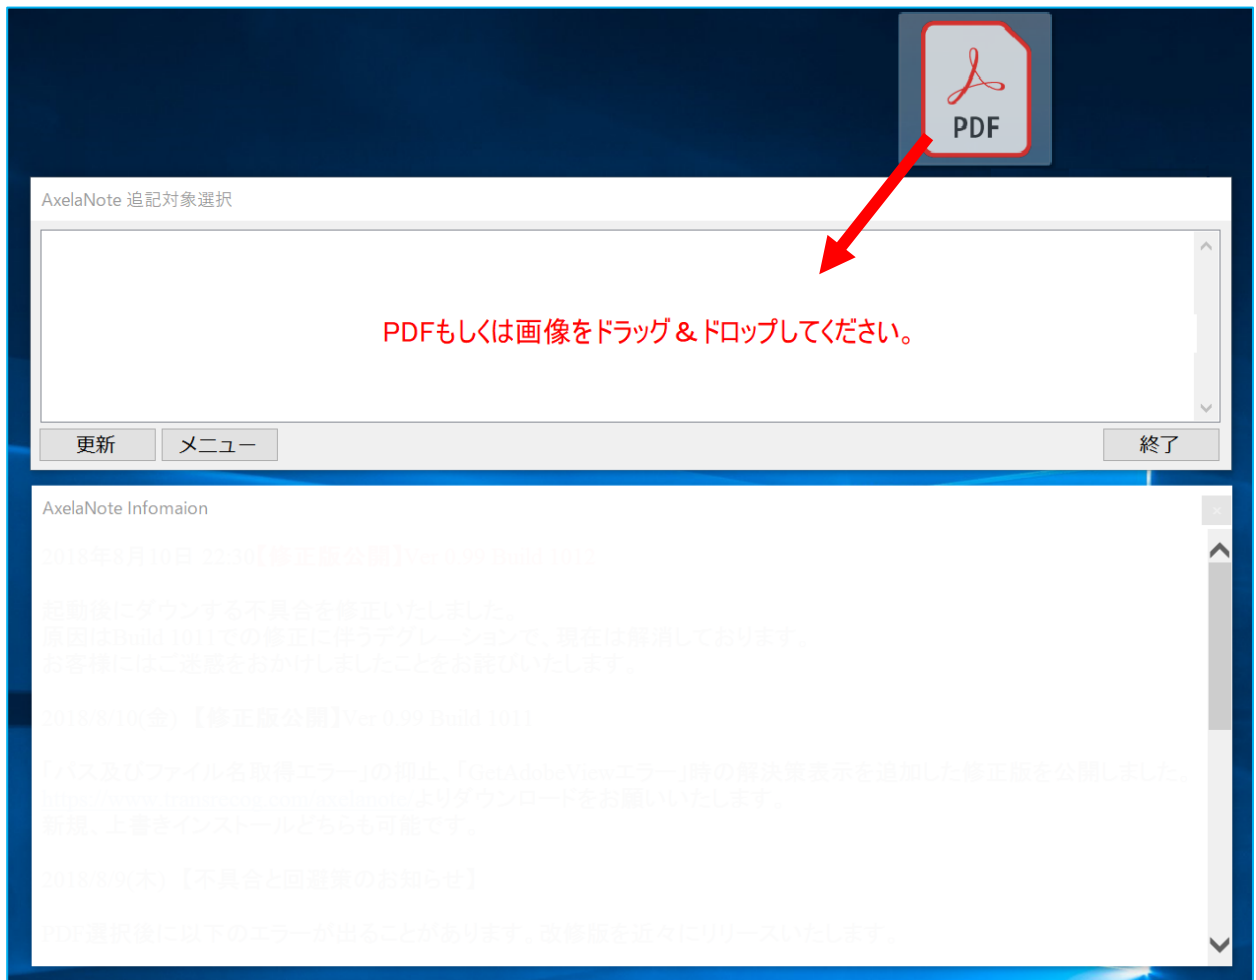 PDF
AxelaNote 追記対象選択
PDFもしくは画像をドラッグ＆ドロップしてください。
更新
メニュー
終了
AxelaNote Infomaion
2018年8月10日 22:30【修正版公開】Ver 0.99 Build 1012
起動後にダウンする不具合を修正いたしました。
原因はBuild 1011での修正に伴うデグレーションで、現在は解消しております。
お客様にはご迷惑をおかけしましたことをお詫びいたします。
2018/8/10(金) 【修正版公開】Ver 0.99 Build 1011
「パス及びファイル名取得エラー」の抑止、「GetAdobeViewエラー」時の解決策表示を追加した修正版を公開しました。
よりダウンロードをお願いいたします。
新規、上書きインストールどちらも可能です。
2018/8/9(木) 【不具合と回避策のお知らせ】
PDF選択後に以下のエラーが出ることがあります。改修版を近々にリリースいたします。